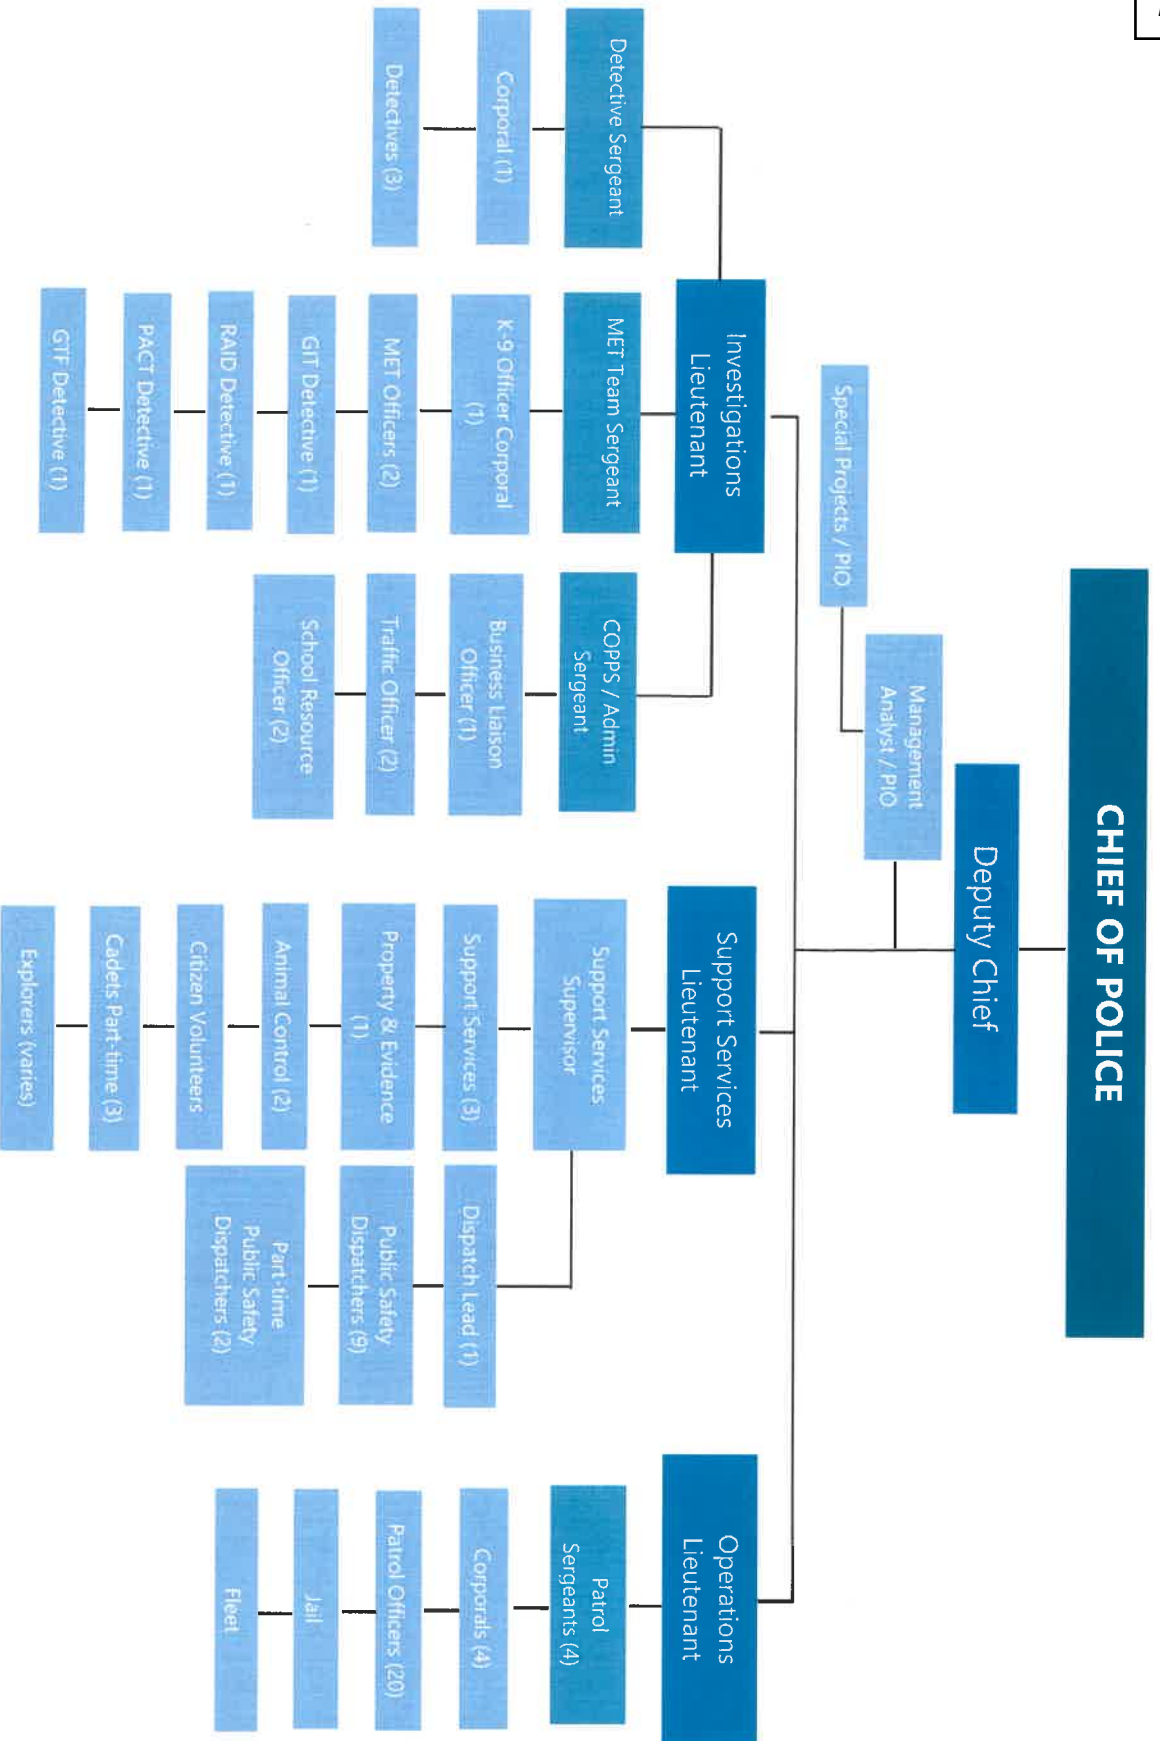 CHIEF OF POLICE
Deputy Chief
Management
Analyst / PIO
Special Projects / PIO
Investigations
Lieutenant
Detective Sergeant
Corporal (1)
Detectives (3)
MET Team Sergeant
K-9 Officer Corporal
(1)
MET Officers (2)
GIT Detective (1)
RAID Detective (1)
PACT Detective (1)
GTF Detective (1)
COPPS / Admin
Sergeant
Business Liaison
Officer (1)
Traffic Officer (2)
School Resource
Officer (2)
Support Services
Lieutenant
Support Services
Supervisor
Support Services (3)
Property & Evidence
(1)
Animal Control (2)
Citizen Volunteers
Cadets Part-time (3)
Explorers (varies)
Dispatch Lead (1)
Public Safety
Dispatchers (9)
Part-time
Public Safety
Dispatchers (2)
Operations
Lieutenant
Patrol
Sergeants (4)
Corporals (4)
Patrol Officers (20)
Jail
Fleet